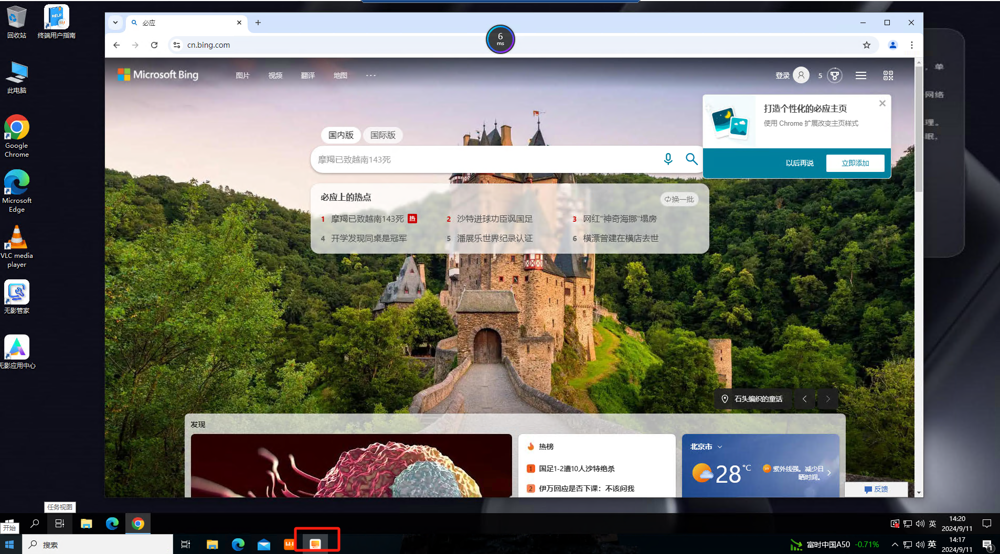 回收站
终端用户指南
此电脑
Google
Chrome
Microsoft
Edge
VLC media
player
无影管家
无影应用中心
必应
6
ms
cn.bing.com
Microsoft Bing
图片
视频
翻译
地图
登录
5
打造个性化的必应主页
使用 Chrome 扩展改变主页样式
以后再说
立即添加
国内版
国际版
摩羯已致越南143死
必应上的热点
换一批
1 摩羯已致越南143死 热
2 沙特进球功臣讽国足
3 网红"神奇海挪"塌房
4 开学发现同桌是冠军
5 潘展乐世界纪录认证
6 横漂曾建在横店去世
单
网络
理。
眠。
石头编织的童话
发现
热榜
1 国足1-2遭10人沙特绝杀
2 伊万回应是否下课：不该问我
北京市
28 °C
紫外线强。减少日
晒时间。
反馈
任务视图
开始
英
14:20
2024/9/11
搜索
富时中国A50 -0.71%
英
14:17
2024/9/11
1